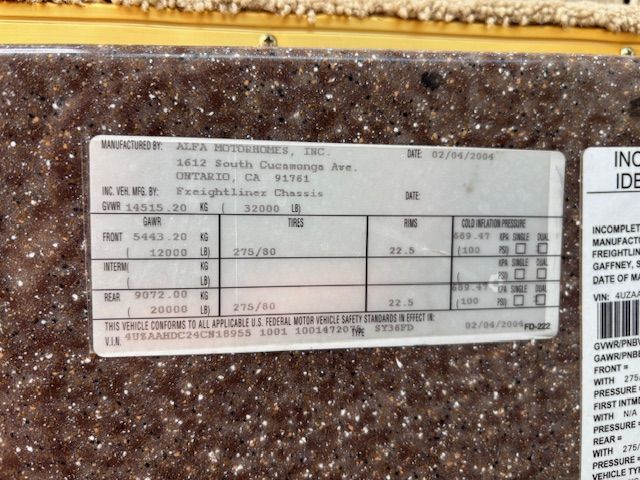 MANUFACTURED BY: ALFA MOTORHOMES, INC. DATE 02/04/2004
1612 South Cucamonga Ave.
ONTARIO, CA 91761
INC. VEH. MFG. BY: Freightliner Chassis DATE:
GVWR 14515.20 KG ( 32000 LB)
GAWR TIRES RIMS COLD INFLATION PRESSURE
FRONT 5443.20 KG 689.47 KPA SINGLE DUAL
( 12000 LB) 275/80 22.5 (100 PSI)
INTERM( KG KPA SINGLE DUAL
LB) ( PSI)
REAR 9072.00 KG 689.47 KPA SINGLE DUAL
( 20000 LB) 275/80 22.5 (100 PSI)
THIS VEHICLE CONFORMS TO ALL APPLICABLE U.S. FEDERAL MOTOR VEHICLE SAFETY STANDARDS IN EFFECT IN: 02/04/2004 FD-222
V.I.N. 4UZAAHDC24CN18955 1001 TYPE SY36FD
INC
IDE
INCOMPLET
MANUFACT
FREIGHTLIN
GAFFNEY, S
DATE OF MA
VIN: 4UZAA
GVWR/PNBV
GAWR/PNBE
FRONT =
WITH 275/
PRESSURE =
FIRST INTMD
WITH N/A
PRESSURE =
REAR =
WITH 275/
PRESSURE =
VEHICLE TYP